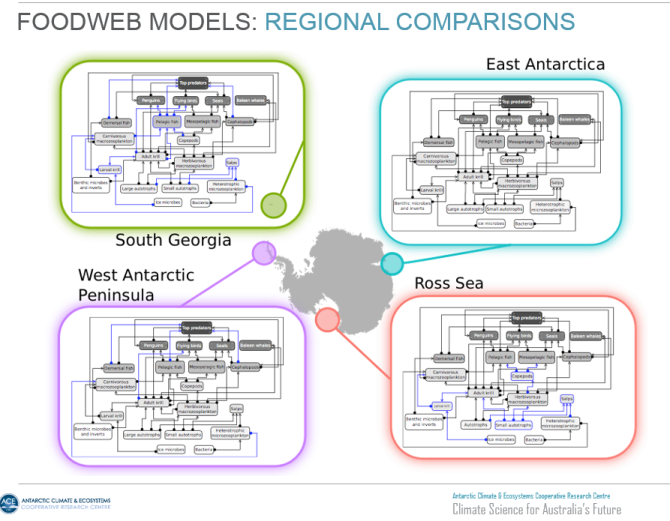 FOODWEB MODELS: REGIONAL COMPARISONS
East Antarctica
Top predators
Penguins
Flying birds
Seals
Baleen whales
Demersal fish
Pelagic fish
Mesopelagic fish
Cephalopods
Carnivorous
macrozooplankton
Copepods
Adult krill
Herbivorous
mesozooplankton
Salps
Larval krill
Benthic microbes
and inverts
Large autotrophs
Small autotrophs
Heterotrophic
microzooplankton
Ice microbes
Bacteria
Top predators
Penguins
Flying birds
Seals
Baleen whales
Demersal fish
Pelagic fish
Mesopelagic fish
Cephalopods
Carnivorous
macrozooplankton
Copepods
Adult krill
Herbivorous
Salps
Larval krill
Benthic microbes
and inverts
Large autotrophs
Small autotrophs
Heterotrophic
microzooplankton
Ice microbes
Bacteria
South Georgia
West Antarctic
Peninsula
Ross Sea
Top predators
Penguins
Flying birds
Seals
Baleen whales
Demersal fish
Pelagic fish
Mesopelagic fish
Cephalopods
Carnivorous
macrozooplankton
Copepods
Adult krill
Herbivorous
Salps
Larval krill
Benthic microbes
and inverts
Large autotrophs
Small autotrophs
Heterotrophic
microzooplankton
Ice microbes
Bacteria
Top predators
Penguins
Flying birds
Seals
Baleen whales
Demersal fish
Pelagic fish
Mesopelagic fish
Cephalopods
Carnivorous
macrozooplankton
Copepods
Adult krill
Herbivorous
Salps
Benthic microbes
and inverts
Autotrophs
Small autotrophs
Heterotrophic
microzooplankton
Ice microbes
Bacteria
ACE
ANTARCTIC CLIMATE & ECOSYSTEMS
COOPERATIVE RESEARCH CENTRE
Antarctic Climate & Ecosystems Cooperative Research Centre
Climate Science for Australia's Future